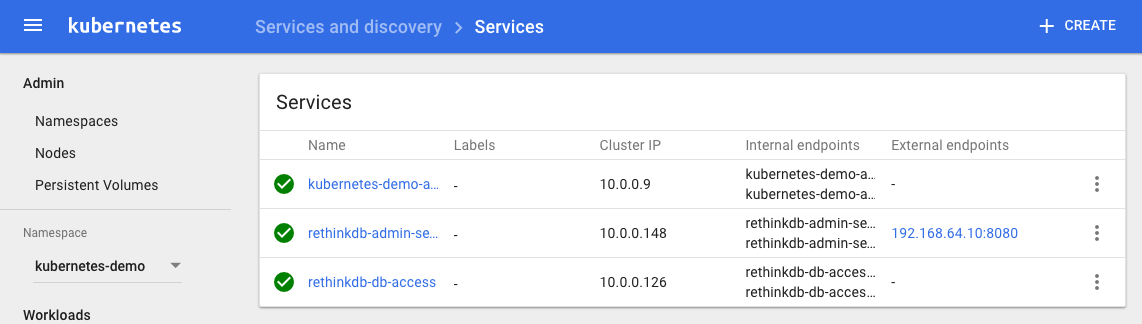 kubernetes
Services and discovery > Services
+ CREATE
Admin
Namespaces
Nodes
Persistent Volumes
Namespace
kubernetes-demo
Workloads
Services
Name Labels Cluster IP Internal endpoints External endpoints
kubernetes-demo-a... - 10.0.0.9 kubernetes-demo-a... -
kubernetes-demo-a...
rethinkdb-admin-se... - 10.0.0.148 rethinkdb-admin-se... 192.168.64.10:8080
rethinkdb-admin-se...
rethinkdb-db-access - 10.0.0.126 rethinkdb-db-acces... -
rethinkdb-db-acces...